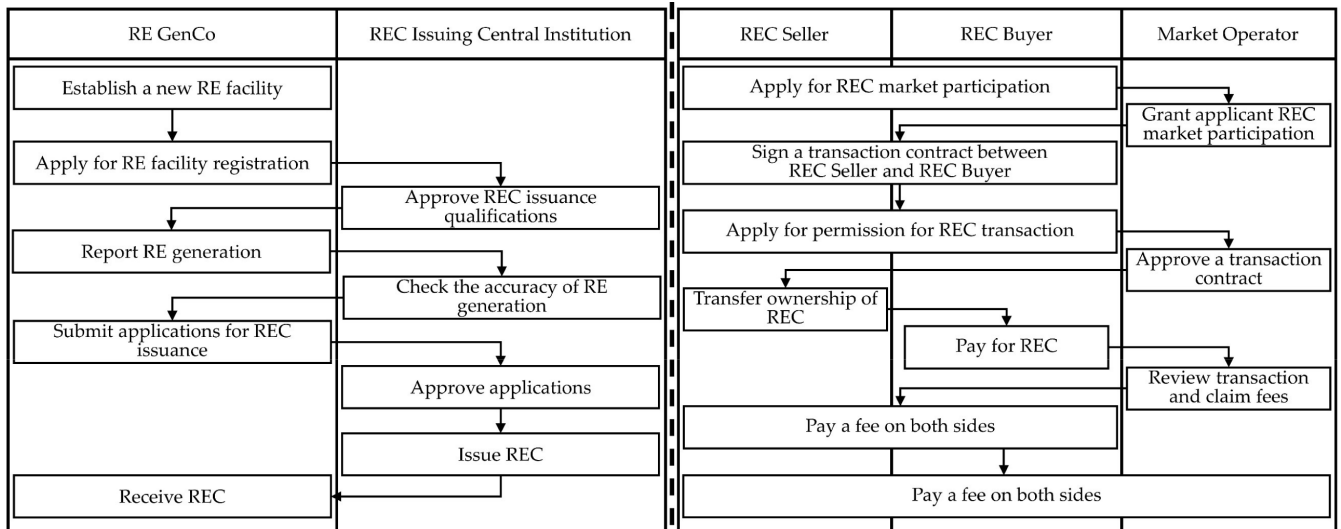 RE GenCo
REC Issuing Central Institution
Establish a new RE facility
Apply for RE facility registration
Approve REC issuance
qualifications
Report RE generation
Check the accuracy of RE
generation
Submit applications for REC
issuance
Approve applications
Issue REC
Receive REC
REC Seller
REC Buyer
Market Operator
Apply for REC market participation
Grant applicant REC
market participation
Sign a transaction contract between
REC Seller and REC Buyer
Apply for permission for REC transaction
Approve a transaction
contract
Transfer ownership of
REC
Pay for REC
Review transaction
and claim fees
Pay a fee on both sides
Pay a fee on both sides